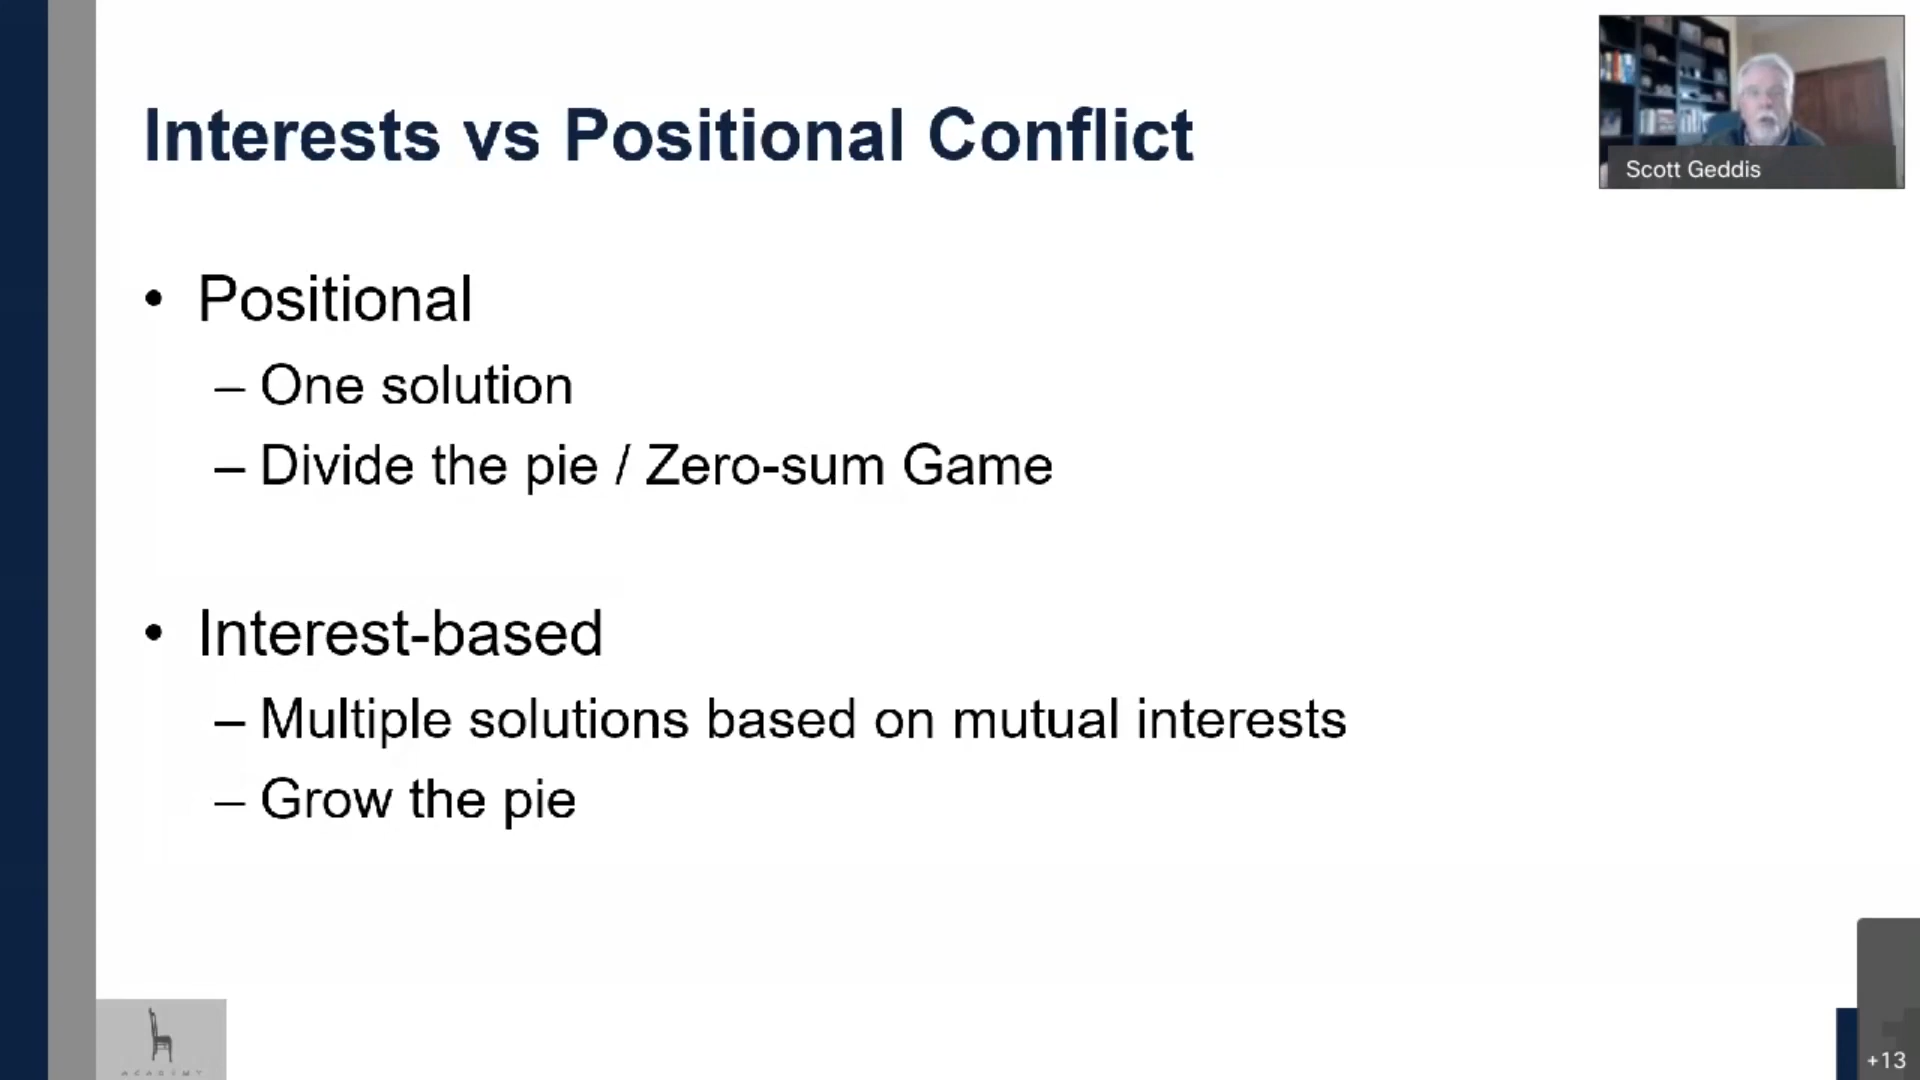 Interests vs Positional Conflict
Scott Geddis
• Positional
– One solution
– Divide the pie / Zero-sum Game
• Interest-based
– Multiple solutions based on mutual interests
– Grow the pie
ACADEMY
+13